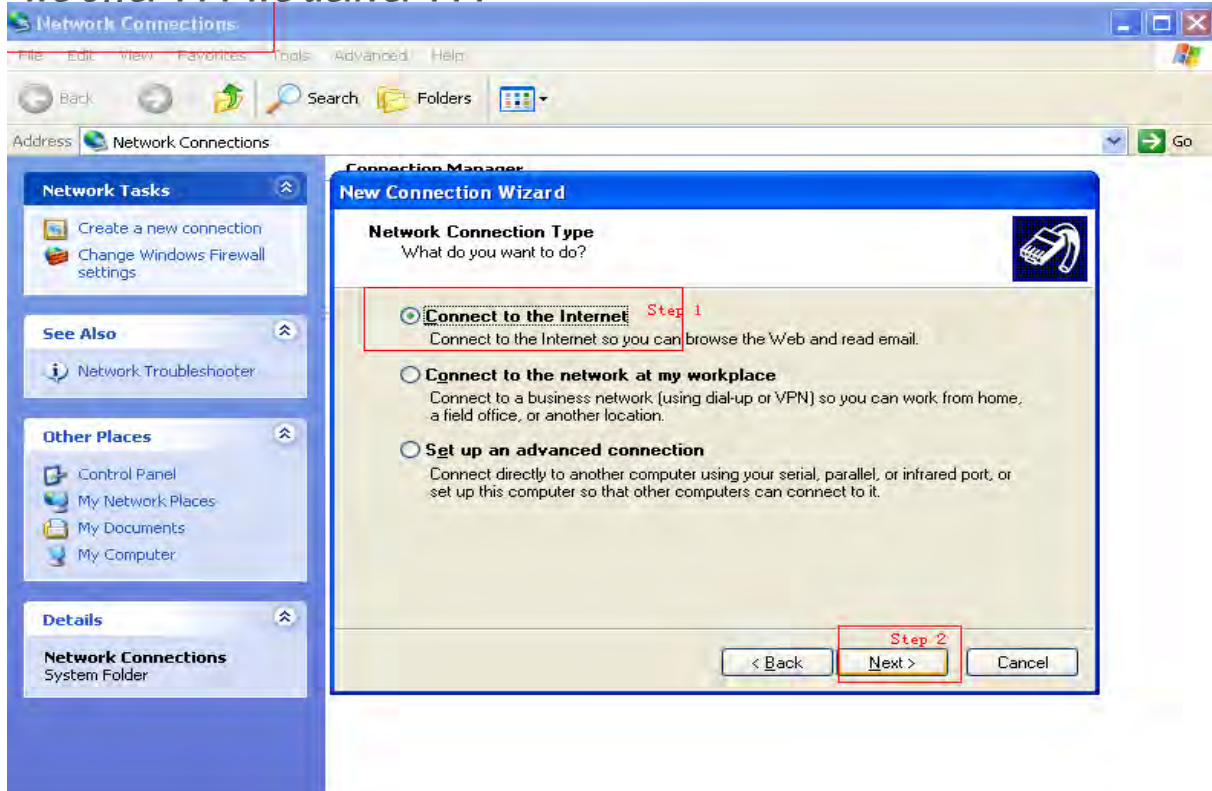 Network Connections
File Edit View Favorites Tools Advanced Help
Back Search Folders
Address Network Connections Go
Connection Manager
Network Tasks
Create a new connection
Change Windows Firewall
settings
See Also
Network Troubleshooter
Other Places
Control Panel
My Network Places
My Documents
My Computer
Details
Network Connections
System Folder
New Connection Wizard
Network Connection Type
What do you want to do?
Connect to the Internet Step 1
Connect to the Internet so you can browse the Web and read email.
Connect to the network at my workplace
Connect to a business network (using dial-up or VPN) so you can work from home,
a field office, or another location.
Set up an advanced connection
Connect directly to another computer using your serial, parallel, or infrared port, or
set up this computer so that other computers can connect to it.
Step 2
< Back Next > Cancel